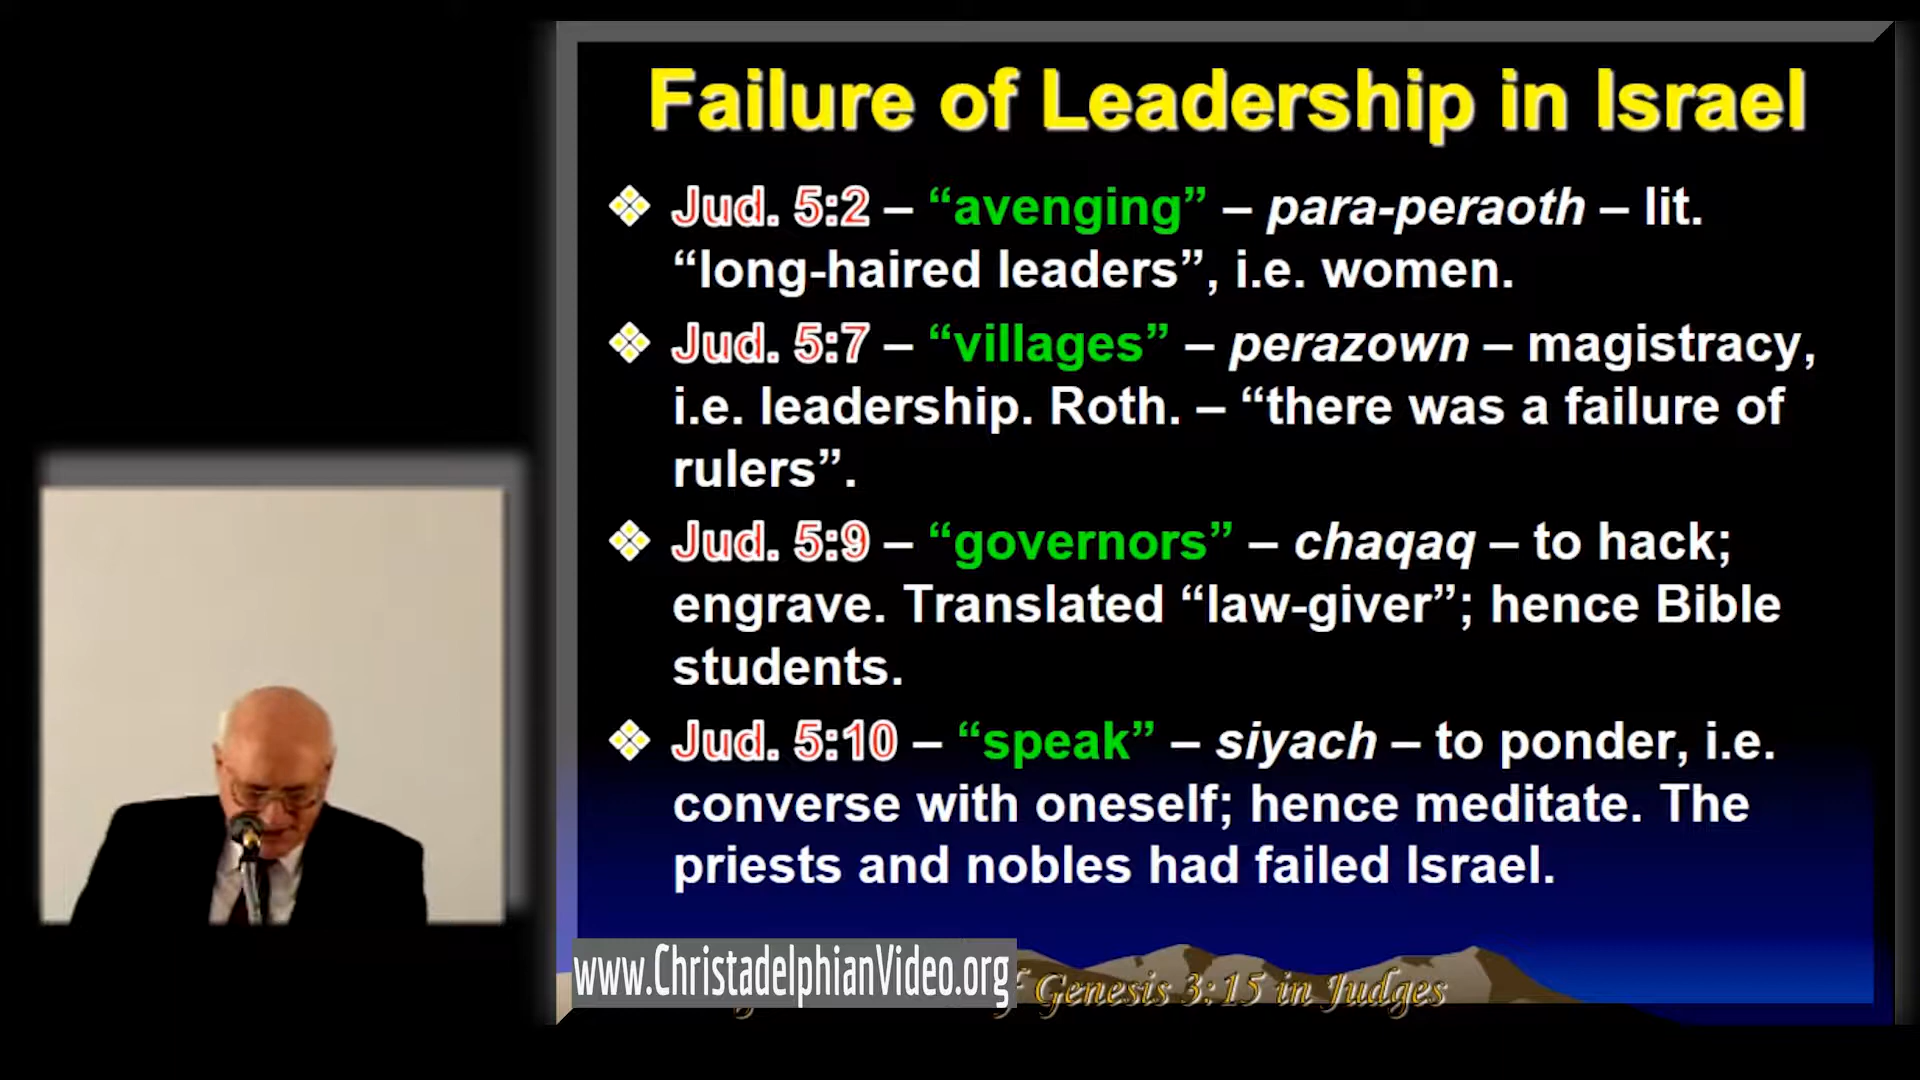 Failure of Leadership in Israel
Jud. 5:2 – “avenging” – para-peraoth – lit.
“long-haired leaders”, i.e. women.
Jud. 5:7 – “villages” – perazown – magistracy,
i.e. leadership. Roth. – “there was a failure of
rulers”.
Jud. 5:9 – “governors” – chaqaq – to hack;
engrave. Translated “law-giver”; hence Bible
students.
Jud. 5:10 – “speak” – siyach – to ponder, i.e.
converse with oneself; hence meditate. The
priests and nobles had failed Israel.
www.ChristadelphianVideo.org
Genesis 3:15 in Judges